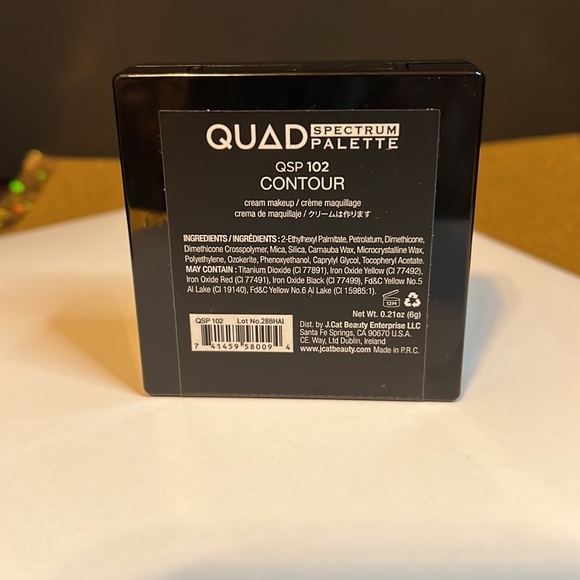 QUAD SPECTRUM PALETTE
QSP 102
CONTOUR
cream makeup / crème maquillage
crema de maquillaje / クリームは作ります
INGREDIENTS / INGRÉDIENTS : 2-Ethylhexyl Palmitate, Petrolatum, Dimethicone,
Dimethicone Crosspolymer, Mica, Silica, Carnauba Wax, Microcrystalline Wax,
Polyethylene, Ozokerite, Phenoxyethanol, Caprylyl Glycol, Tocopheryl Acetate.
MAY CONTAIN : Titanium Dioxide (CI 77891), Iron Oxide Yellow (CI 77492),
Iron Oxide Red (CI 77491), Iron Oxide Black (CI 77499), Fd&C Yellow No.5
Al Lake (CI 19140), Fd&C Yellow No.6 Al Lake (CI 15985:1).
12M
Net Wt. 0.21oz (6g)
QSP 102 Lot No.28BHAI
7 41459 58009 4
Dist. by J.Cat Beauty Enterprise LLC
Santa Fe Springs, CA 90670 U.S.A.
CE. Way, Ltd Dublin, Ireland
www.jcatbeauty.com Made in P.R.C.